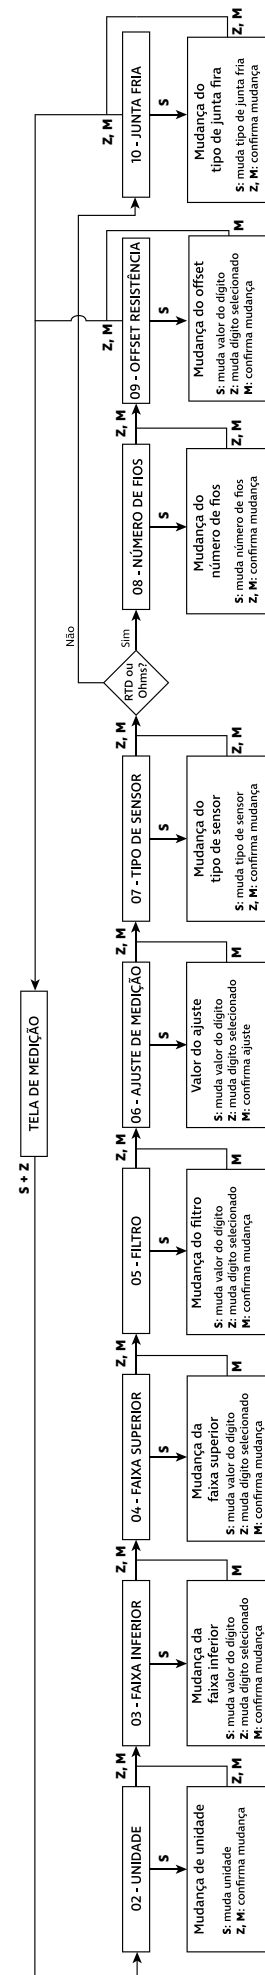 TELA DE MEDIÇÃO
S + Z
02 - UNIDADE
S
Z, M
Mudança de unidade
S: muda unidade
Z, M: confirma mudança
Z, M
03 - FAIXA INFERIOR
S
Z, M
Mudança da
faixa inferior
S: muda valor do dígito
Z: muda dígito selecionado
M: confirma mudança
M
04 - FAIXA SUPERIOR
S
Z, M
Mudança da
faixa superior
S: muda valor do dígito
Z: muda dígito selecionado
M: confirma mudança
M
05 - FILTRO
S
Z, M
Mudança do filtro
S: muda valor do dígito
Z: muda dígito selecionado
M: confirma mudança
M
06 - AJUSTE DE MEDIÇÃO
S
Z, M
Valor do ajuste
S: muda valor do dígito
Z: muda dígito selecionado
M: confirma ajuste
M
07 - TIPO DE SENSOR
S
Z, M
Mudança do
tipo de sensor
S: muda tipo de sensor
Z, M: confirma mudança
Z, M
RTD ou
Ohms?
Não
Sim
08 - NÚMERO DE FIOS
S
Z, M
Mudança do
número de fios
S: muda número de fios
Z, M: confirma mudança
Z, M
09 - OFFSET RESISTÊNCIA
S
Z, M
Mudança do offset
S: muda valor do dígito
Z: muda dígito selecionado
M: confirma mudança
M
10 - JUNTA FRIA
S
Z, M
Mudança do
tipo de junta fira
S: muda tipo de junta fria
Z, M: confirma mudança
Z, M